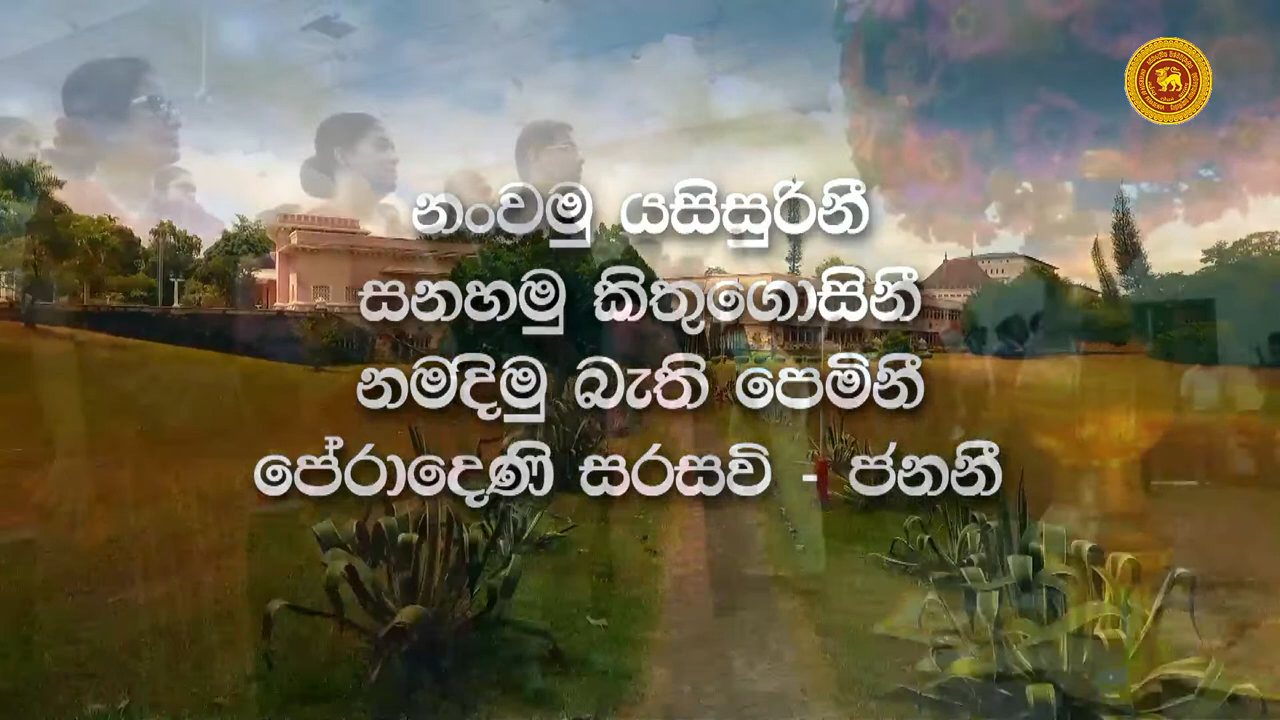 නංවමු යසිසුරිනී
සනහමු කිතුගොසිනී
නමදිමු බැති පෙමිනී
පේරාදෙණි සරසවි - ජනනී